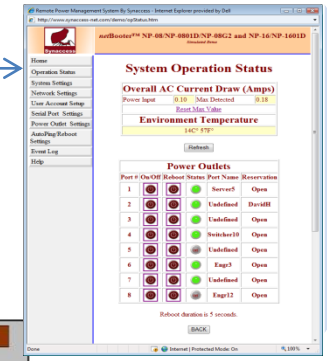 Remote Power Management System By Synaccess - Internet Explorer provided by Dell
http://www.synaccess-net.com/demo/opStatus.htm
Synaccess
netBooter™ NP-08/NP-0801D/NP-08G2 and NP-16/NP-1601D
Simulated Demo
Home
Operation Status
System Settings
Network Settings
User Account Setup
Serial Port Settings
Power Outlet Settings
AutoPing/Reboot Settings
Event Log
Help
System Operation Status
Overall AC Current Draw (Amps)
Power Input 0.10 Max Detected 0.18
Reset Max Value
Environment Temperature
14C° 57F°
Refresh
Power Outlets
Port # On/Off Reboot Status Port Name Reservation
1 Server5 Open
2 Undefined DavidH
3 Undefined Open
4 Switcher10 Open
5 Undefined Open
6 Engr3 Open
7 Undefined Open
8 Engr12 Open
Reboot duration is 5 seconds.
BACK
Done
Internet | Protected Mode: On
100%